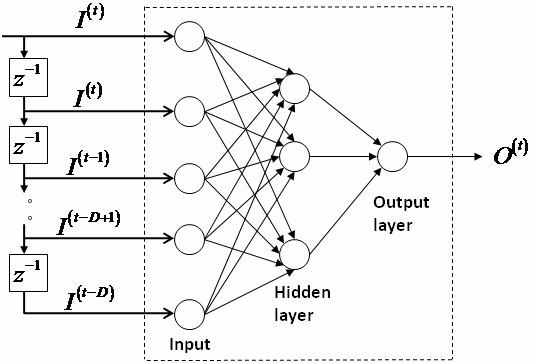 I^(t)
z^-1
I^(t)
z^-1
I^(t-1)
I^(t-D+1)
z^-1
I^(t-D)
O^(t)
Output
layer
Hidden
layer
Input